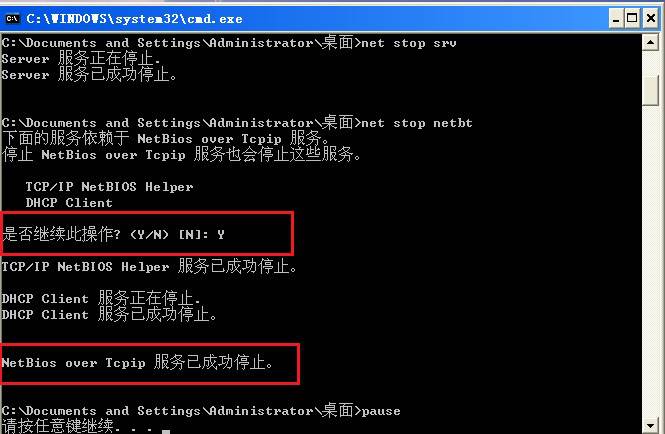 C:\WINDOWS\system32\cmd.exe
C:\Documents and Settings\Administrator\桌面>net stop srv
Server 服务正在停止.
Server 服务已成功停止。
C:\Documents and Settings\Administrator\桌面>net stop netbt
下面的服务依赖于 NetBios over Tcpip 服务。
停止 NetBios over Tcpip 服务也会停止这些服务。
TCP/IP NetBIOS Helper
DHCP Client
是否继续此操作? (Y/N) [N]: Y
TCP/IP NetBIOS Helper 服务已成功停止。
DHCP Client 服务正在停止.
DHCP Client 服务已成功停止。
NetBios over Tcpip 服务已成功停止。
C:\Documents and Settings\Administrator\桌面>pause
请按任意键继续. . .